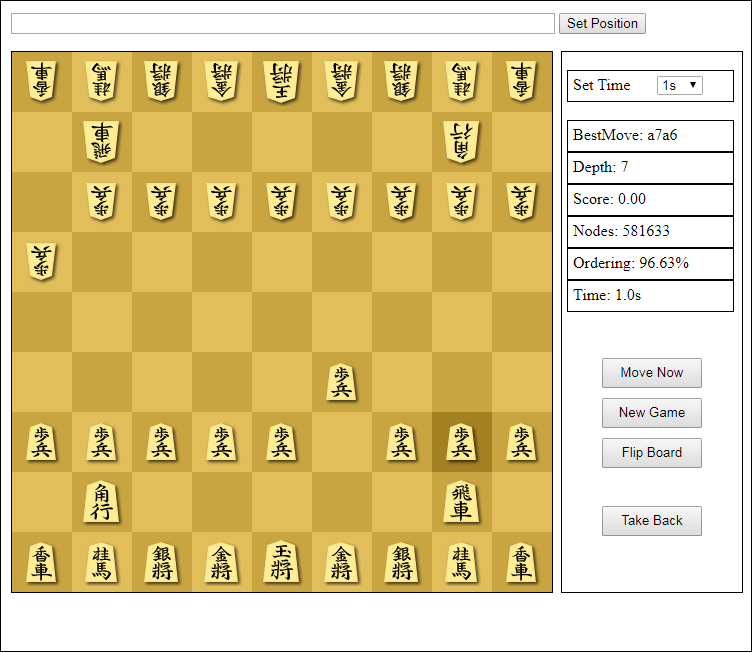 Set Position
香車 桂馬 銀將 金將 王將 金將 銀將 桂馬 香車
飛車 角行
歩兵 歩兵 歩兵 歩兵 歩兵 歩兵 歩兵 歩兵
歩兵
歩兵
歩兵 歩兵 歩兵 歩兵 歩兵 歩兵 歩兵 歩兵
角行 飛車
香車 桂馬 銀將 金將 玉將 金將 銀將 桂馬 香車
Set Time 1s
BestMove: a7a6
Depth: 7
Score: 0.00
Nodes: 581633
Ordering: 96.63%
Time: 1.0s
Move Now
New Game
Flip Board
Take Back